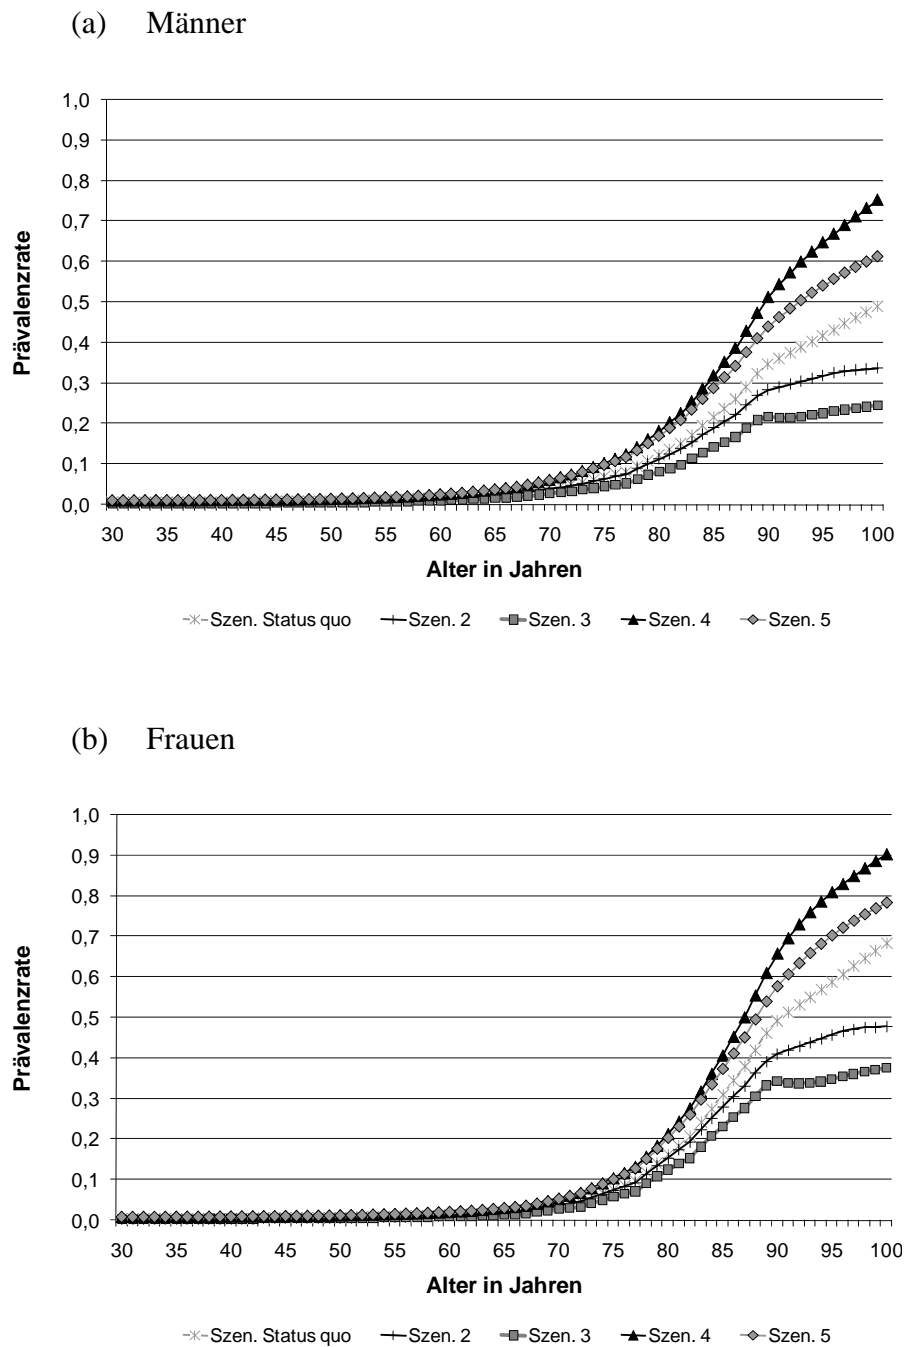 (a) Männer
1,0
0,9
0,8
0,7
0,6
0,5
0,4
0,3
0,2
0,1
0,0
Prävalenzrate
30 35 40 45 50 55 60 65 70 75 80 85 90 95 100
Alter in Jahren
Szen. Status quo Szen. 2 Szen. 3 Szen. 4 Szen. 5
(b) Frauen
1,0
0,9
0,8
0,7
0,6
0,5
0,4
0,3
0,2
0,1
0,0
Prävalenzrate
30 35 40 45 50 55 60 65 70 75 80 85 90 95 100
Alter in Jahren
Szen. Status quo Szen. 2 Szen. 3 Szen. 4 Szen. 5